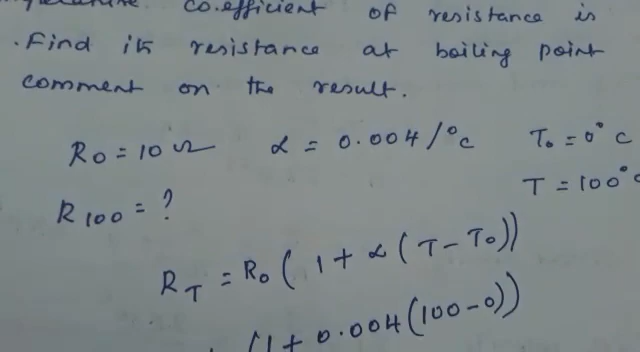 co.efficient of resistance is
. Find its resistance at boiling point
comment on the result.
R0 = 10 Ω α = 0.004/°c T0 = 0° C
R100 = ? T = 100°
RT = R0 ( 1 + α ( T - T0 ))
(1 + 0.004 (100 - 0))